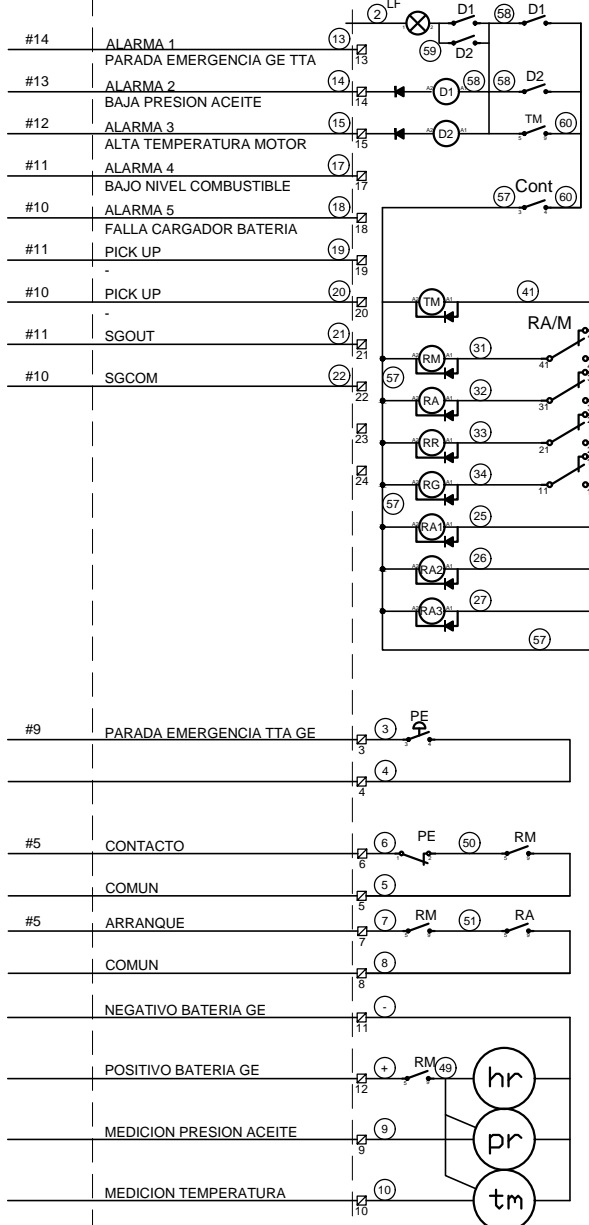 2 LF D1 58 D1
59 D2
#14 ALARMA 1 13
PARADA EMERGENCIA GE TTA 13
#13 ALARMA 2 14 D1 58 58 D2
BAJA PRESION ACEITE 14
#12 ALARMA 3 15 D2 TM 60
ALTA TEMPERATURA MOTOR 15
#11 ALARMA 4 17
BAJO NIVEL COMBUSTIBLE 17
#10 ALARMA 5 18 57 Cont 60
FALLA CARGADOR BATERIA 18
#11 PICK UP 19
- 19
#10 PICK UP 20 TM 41
- 20
RA/M
#11 SGOUT 21 RM 31
21 41
#10 SGCOM 22 57 RA 32
22 31
23 RR 33
21
24 RG 34
11
57 RA1 25
RA2 26
RA3 27
57
#9 PARADA EMERGENCIA TTA GE 3 PE
3
4
4
#5 CONTACTO 6 PE 50 RM
6
COMUN 5
5
#5 ARRANQUE 7 RM 51 RA
7
COMUN 8
8
NEGATIVO BATERIA GE -
11
POSITIVO BATERIA GE + RM 49 hr
12
MEDICION PRESION ACEITE 9 pr
9
MEDICION TEMPERATURA 10 tm
10